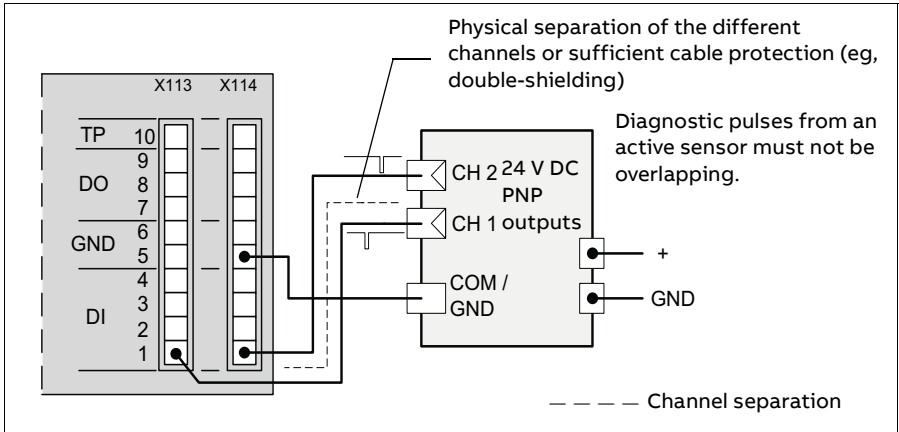 Physical separation of the different
channels or sufficient cable protection (eg,
double-shielding)
X113 X114
Diagnostic pulses from an
active sensor must not be
overlapping.
TP 10
9
DO 8
7
6
GND
5
4
3
DI
2
1
CH 2 24 V DC
PNP
CH 1 outputs
COM /
GND
+
GND
Channel separation